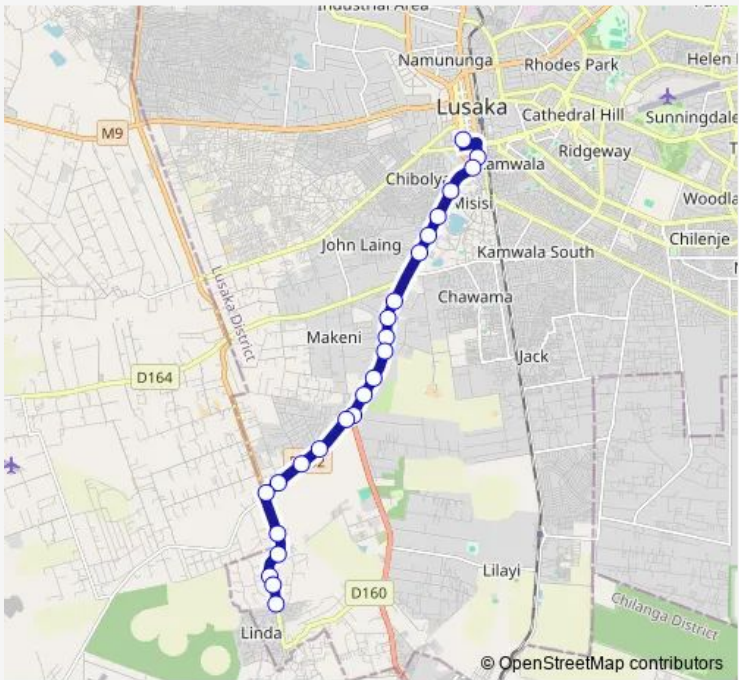 Industrial Area
Namununga
Rhodes Park
Helen
Lusaka
Cathedral Hill
Sunningdale
M9
Ridgeway
Kamwala
Chibolya
Woodla
Misisi
Chilenje
John Laing
Kamwala South
Lusaka District
Chawama
Makeni
Jack
D164
Lilayi
D160
Chilanga District
Linda
© OpenStreetMap contributors